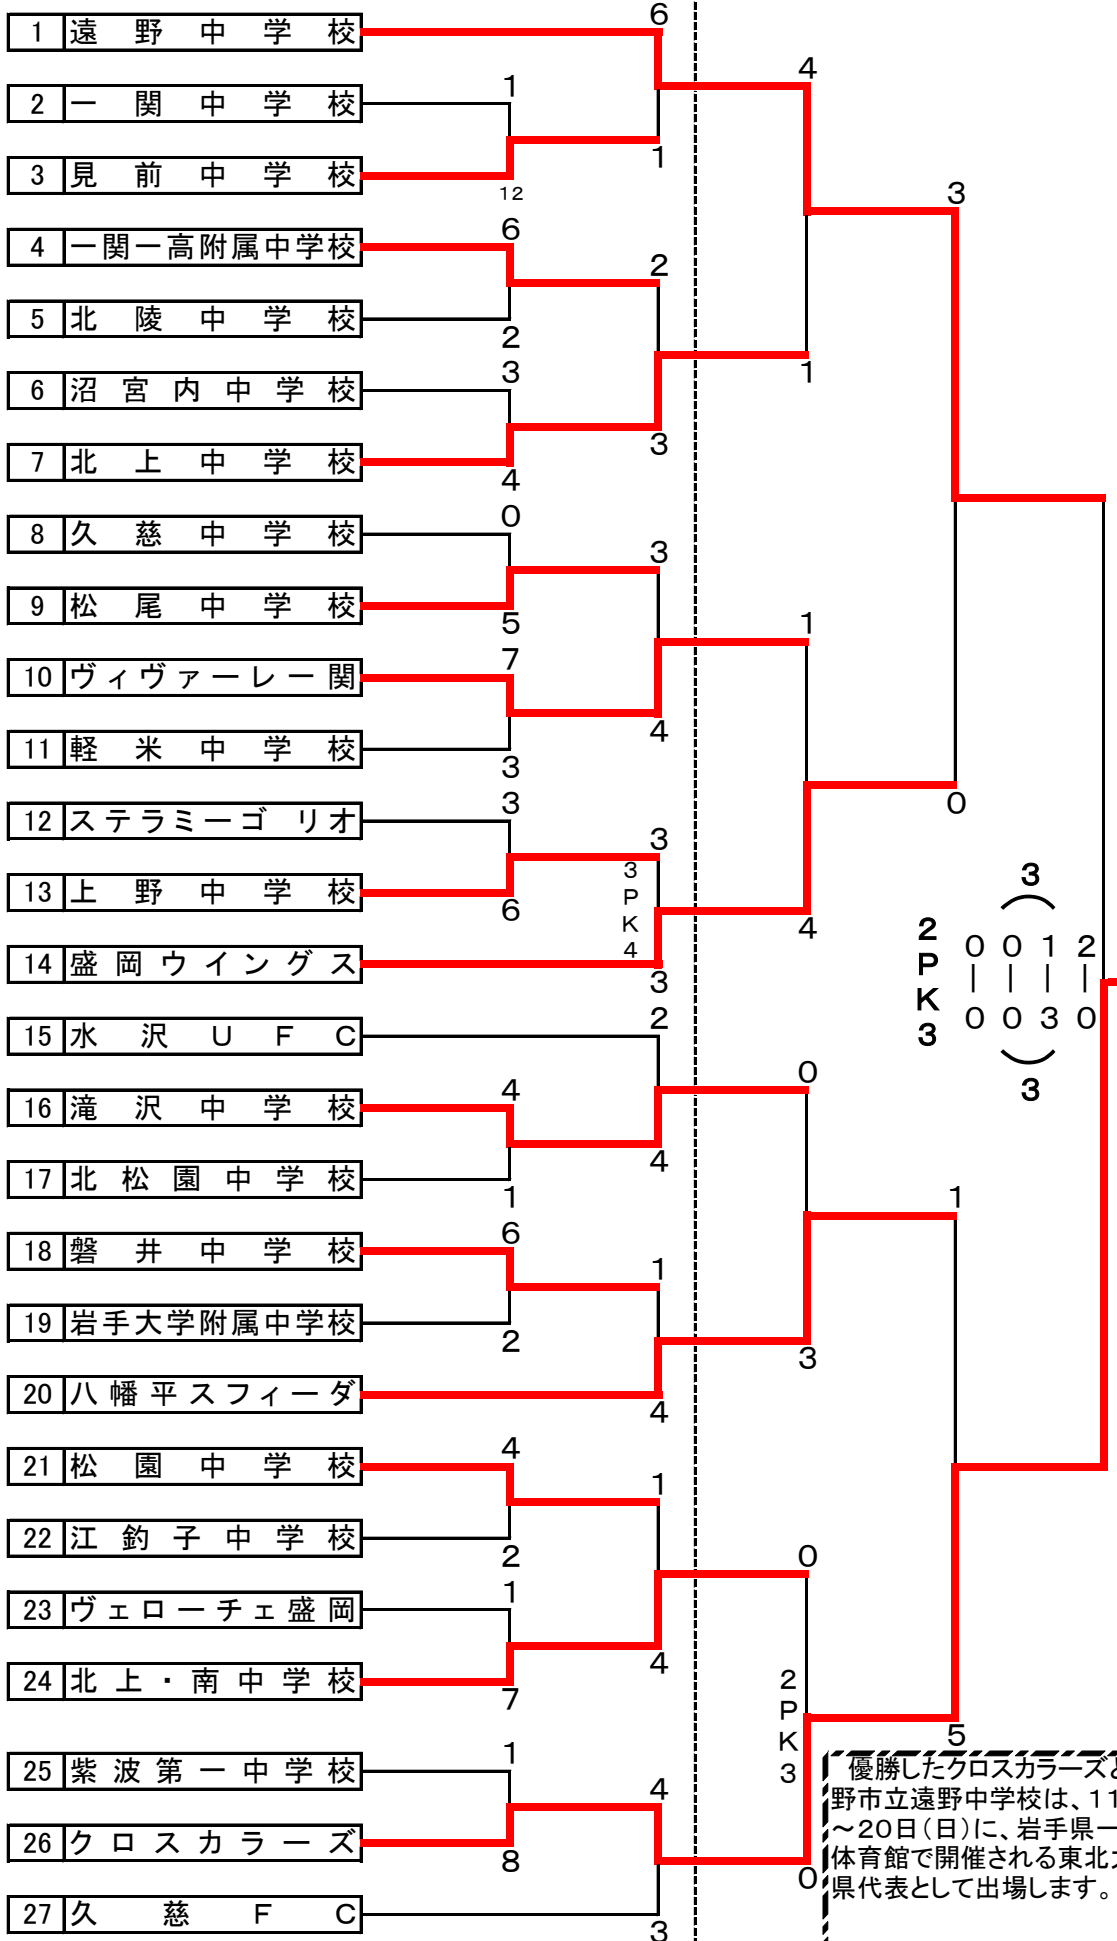 6
1 遠野中学校
4
1
2 一関中学校
1
3 見前中学校
12
3
6
4 一関一高附属中学校
2
5 北陵中学校
2
3
1
6 沼宮内中学校
3
7 北上中学校
4
0
8 久慈中学校
3
9 松尾中学校
5
1
7
10 ヴィヴァーレ一関
4
11 軽米中学校
3
3
0
12 ステラミーゴ リオ
3
3PK4
13 上野中学校
6
4
14 盛岡ウイングス
3
3
2PK3
0 0 1 2
| | | |
0 0 3 0
3
2
15 水沢UFC
0
4
16 滝沢中学校
4
17 北松園中学校
1
1
6
18 磐井中学校
1
19 岩手大学附属中学校
2
3
20 八幡平スフィーダ
4
4
21 松園中学校
1
22 江釣子中学校
2
0
1
23 ヴェローチェ盛岡
4
24 北上・南中学校
7
2PK3
5
1
25 紫波第一中学校
4
26 クロスカラーズ
8
0
27 久慈FC
3
優勝したクロスカラーズと
野市立遠野中学校は、11
～20日(日)に、岩手県一
体育館で開催される東北
県代表として出場します。